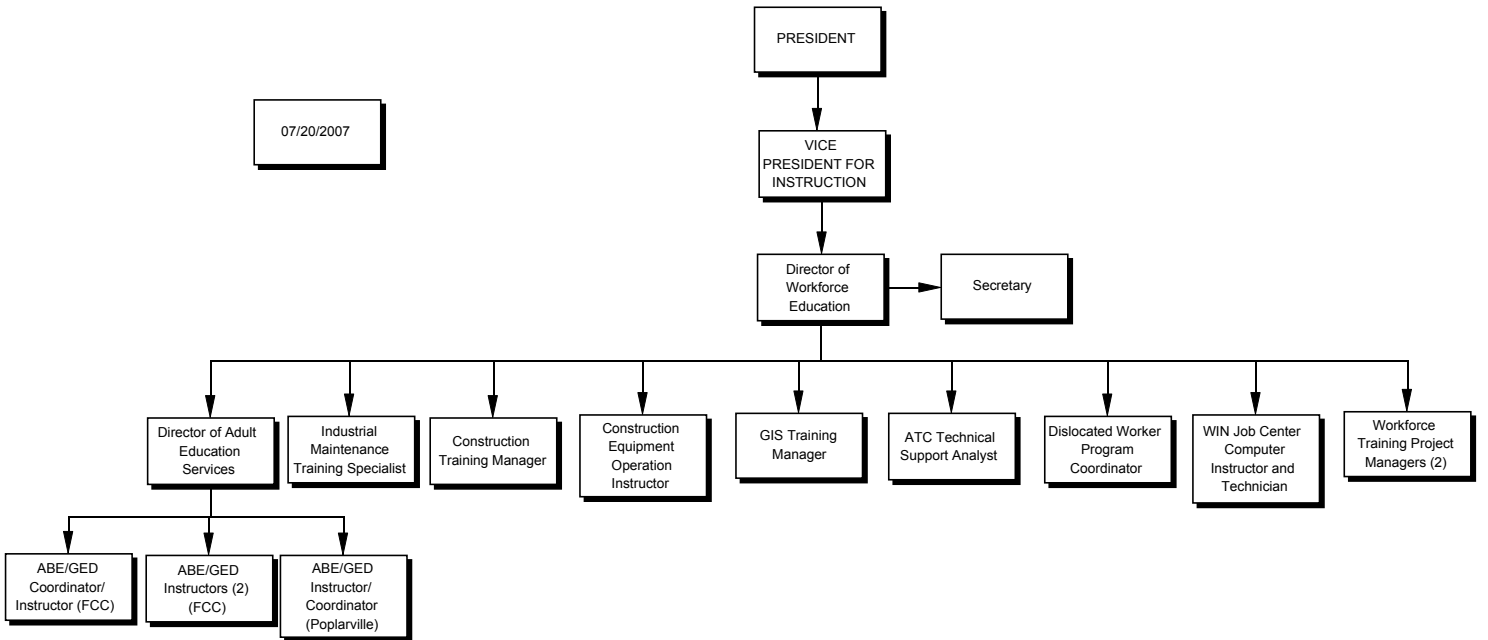 PRESIDENT
07/20/2007
VICE
PRESIDENT FOR
INSTRUCTION
Director of
Workforce
Education
Secretary
Director of Adult
Education
Services
Industrial
Maintenance
Training Specialist
Construction
Training Manager
Construction
Equipment
Operation
Instructor
GIS Training
Manager
ATC Technical
Support Analyst
Dislocated Worker
Program
Coordinator
WIN Job Center
Computer
Instructor and
Technician
Workforce
Training Project
Managers (2)
ABE/GED
Coordinator/
Instructor (FCC)
ABE/GED
Instructors (2)
(FCC)
ABE/GED
Instructor/
Coordinator
(Poplarville)